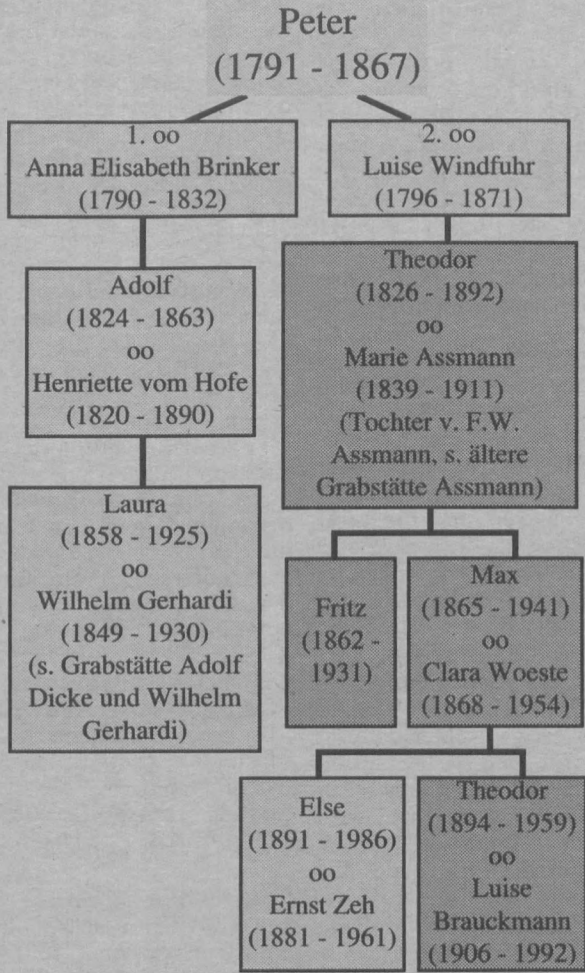 Peter
(1791 - 1867)
1. oo
Anna Elisabeth Brinker
(1790 - 1832)
2. oo
Luise Windfuhr
(1796 - 1871)
Adolf
(1824 - 1863)
oo
Henriette vom Hofe
(1820 - 1890)
Theodor
(1826 - 1892)
oo
Marie Assmann
(1839 - 1911)
(Tochter v. F.W.
Assmann, s. ältere
Grabstätte Assmann)
Laura
(1858 - 1925)
oo
Wilhelm Gerhardi
(1849 - 1930)
(s. Grabstätte Adolf
Dicke und Wilhelm
Gerhardi)
Fritz
(1862 -
1931)
Max
(1865 - 1941)
oo
Clara Woeste
(1868 - 1954)
Else
(1891 - 1986)
oo
Ernst Zeh
(1881 - 1961)
Theodor
(1894 - 1959)
oo
Luise
Brauckmann
(1906 - 1992)